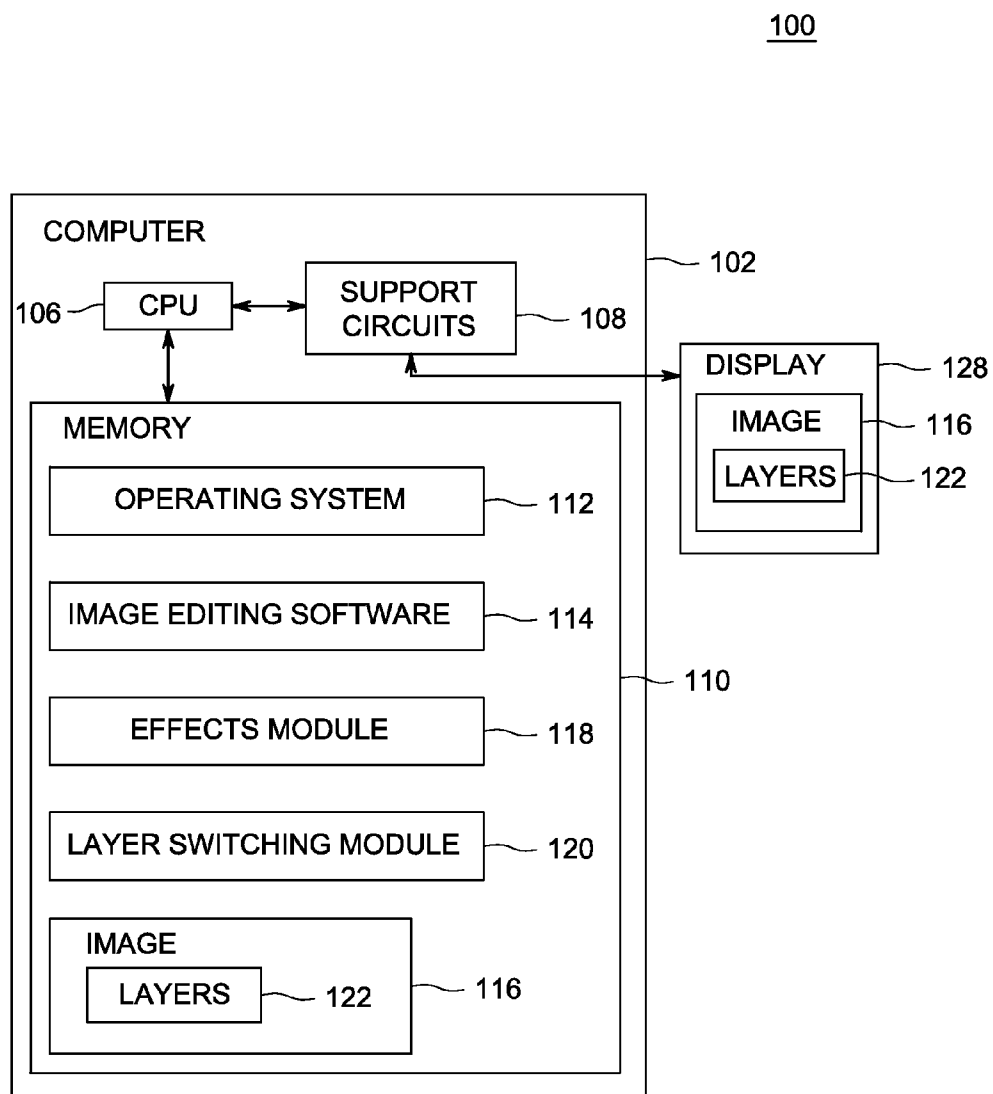 100
COMPUTER
102
106
CPU
SUPPORT
CIRCUITS
108
DISPLAY
128
IMAGE
116
LAYERS
122
MEMORY
OPERATING SYSTEM
112
IMAGE EDITING SOFTWARE
114
110
EFFECTS MODULE
118
LAYER SWITCHING MODULE
120
IMAGE
LAYERS
122
116